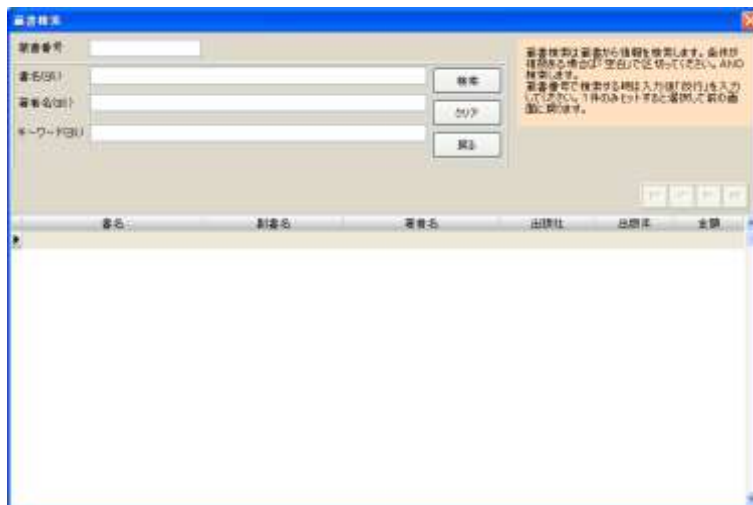 蔵書検索
蔵書番号
書名(ヨリ)
著者名(ヨリ)
キーワード(ヨリ)
検索
クリア
戻る
蔵書検索は蔵書から情報を検索します。条件が
複数ある場合は「空白」で区切ってください。AND
検索します。
蔵書番号で検索する時は入力後「改行」を入力
してください。1件のみヒットすると選択して前の画
面に戻ります。
書名 副書名 著者名 出版社 出版年 金額